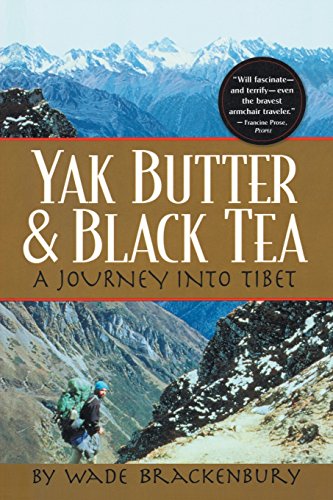 "Will fascinate—
and terrify—even
the bravest
armchair traveler."
— Francine Prose,
People
YAK BUTTER
& BLACK TEA
A JOURNEY INTO TIBET
BY WADE BRACKENBURY